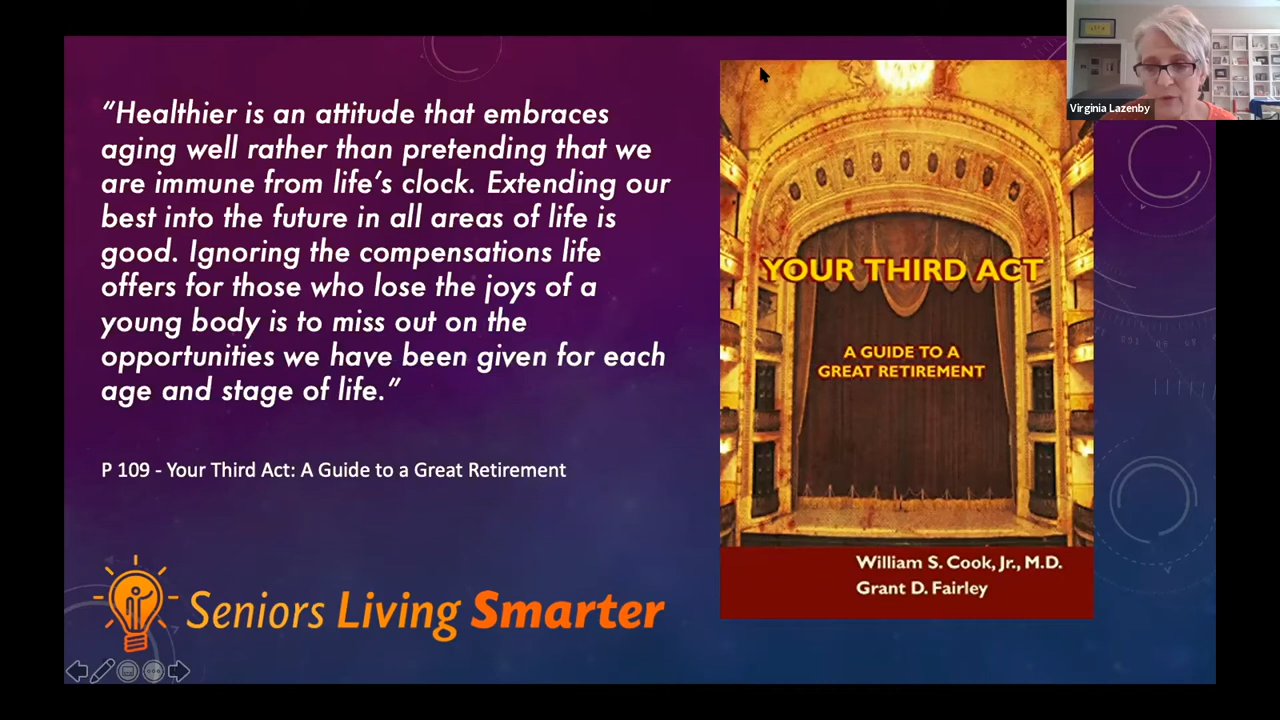 “Healthier is an attitude that embraces
aging well rather than pretending that we
are immune from life’s clock. Extending our
best into the future in all areas of life is
good. Ignoring the compensations life
offers for those who lose the joys of a
young body is to miss out on the
opportunities we have been given for each
age and stage of life.”
P 109 - Your Third Act: A Guide to a Great Retirement
Seniors Living Smarter
YOUR THIRD ACT
A GUIDE TO A
GREAT RETIREMENT
William S. Cook, Jr., M.D.
Grant D. Fairley
Virginia Lazenby